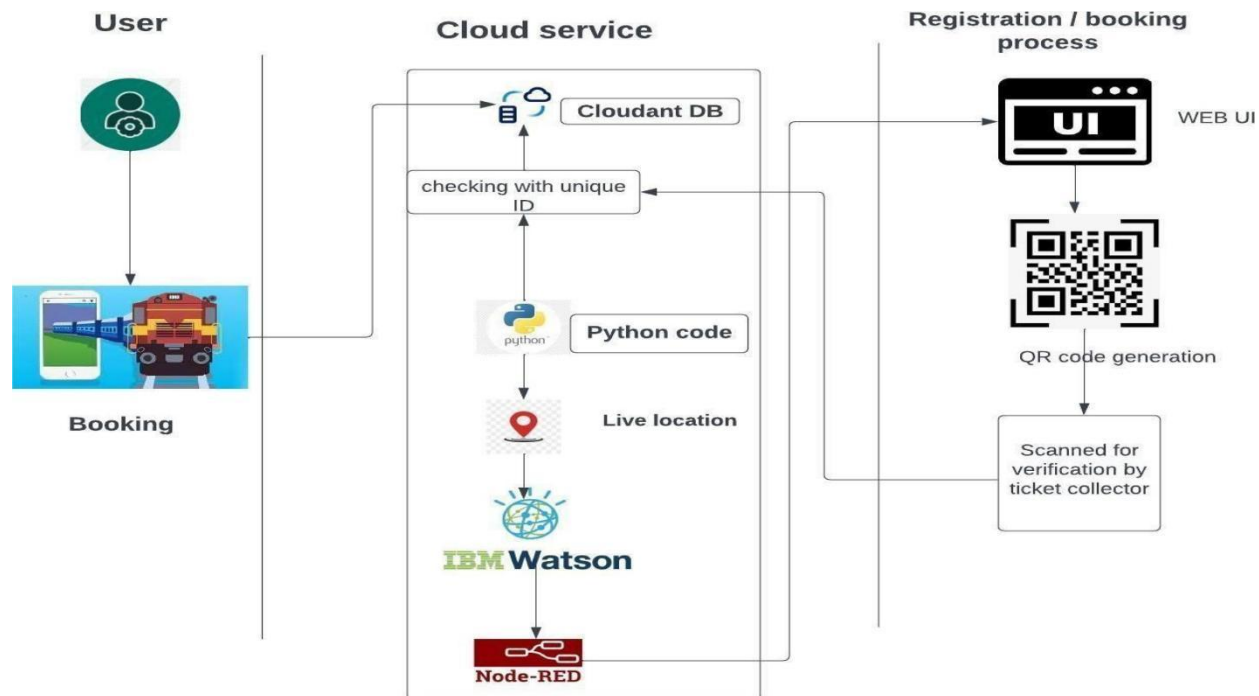 User
Cloud service
Registration / booking
process
Cloudant DB
UI
WEB UI
checking with unique
ID
python
Python code
QR code generation
Booking
Live location
Scanned for
verification by
ticket collector
IBM Watson
Node-RED